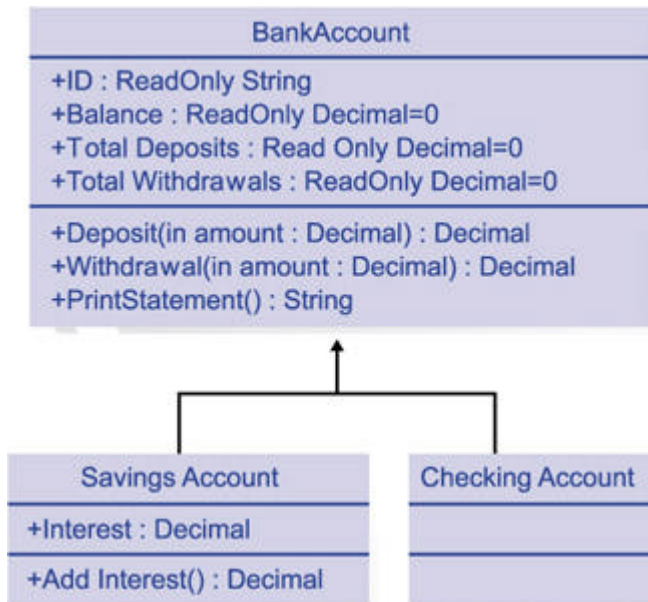 BankAccount
+ID : ReadOnly String
+Balance : ReadOnly Decimal=0
+Total Deposits : Read Only Decimal=0
+Total Withdrawals : ReadOnly Decimal=0
+Deposit(in amount : Decimal) : Decimal
+Withdrawal(in amount : Decimal) : Decimal
+PrintStatement() : String
Savings Account
+Interest : Decimal
+Add Interest() : Decimal
Checking Account